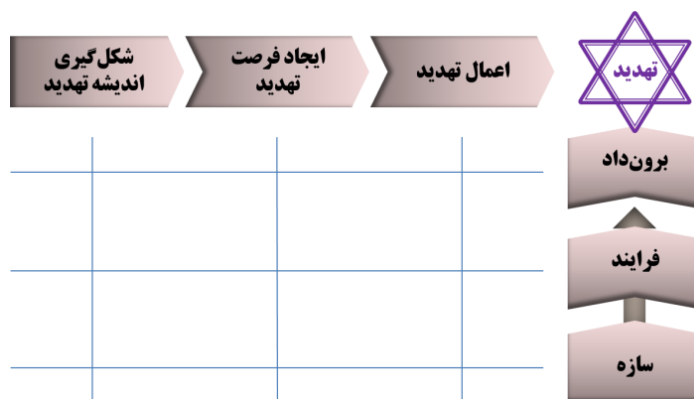 تهدید
اعمال تهدید
ایجاد فرصت
تهدید
شکل‌گیری
اندیشه تهدید
برون‌داد
فرایند
سازه